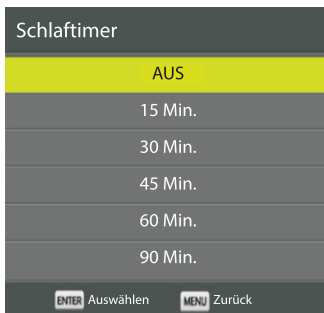 Schlaftimer
AUS
15 Min.
30 Min.
45 Min.
60 Min.
90 Min.
ENTER Auswählen MENU Zurück